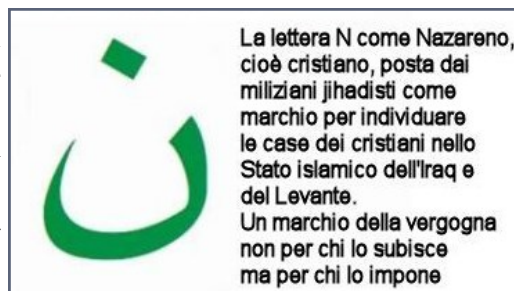 ن
La lettera N come Nazareno,
cioè cristiano, posta dai
miliziani jihadisti come
marchio per individuare
le case dei cristiani nello
Stato islamico dell'Iraq e
del Levante.
Un marchio della vergogna
non per chi lo subisce
ma per chi lo impone